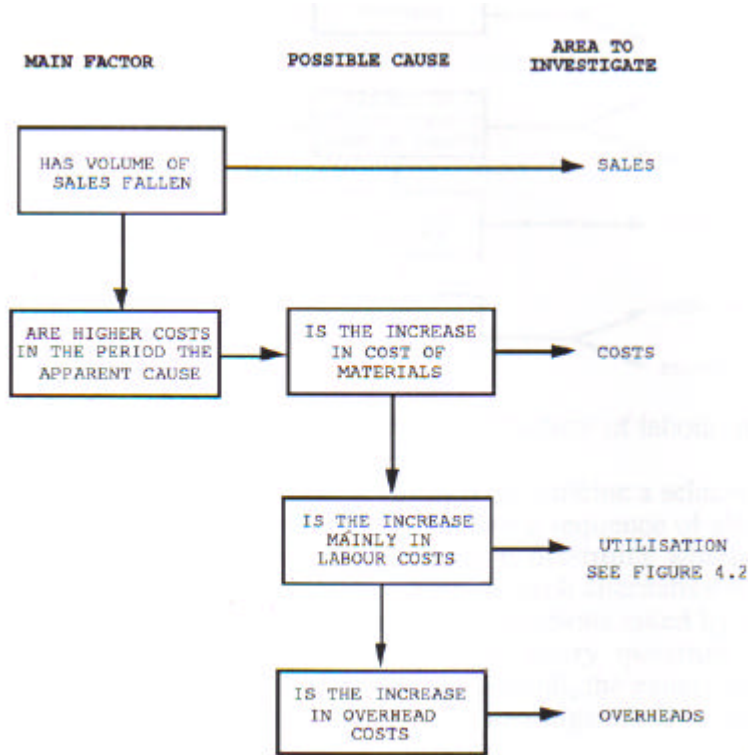 MAIN FACTOR
POSSIBLE CAUSE
AREA TO
INVESTIGATE
HAS VOLUME OF
SALES FALLEN
SALES
ARE HIGHER COSTS
IN THE PERIOD THE
APPARENT CAUSE
IS THE INCREASE
IN COST OF
MATERIALS
COSTS
IS THE INCREASE
MAINLY IN
LABOUR COSTS
UTILISATION
SEE FIGURE 4.2
IS THE INCREASE
IN OVERHEAD
COSTS
OVERHEADS